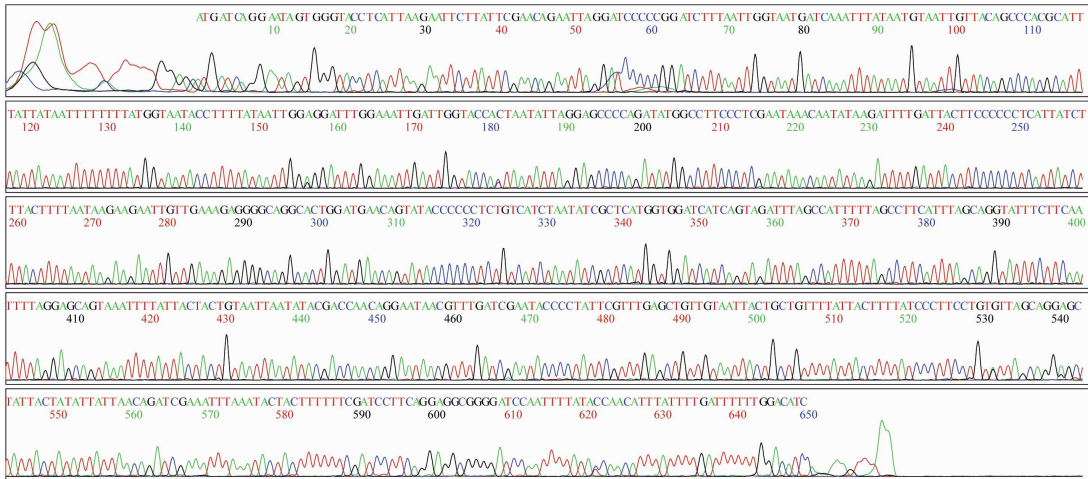 ATGATCAGGAATAGTGGGTACCTCATTAAGAATTCTTATTCGAACAGAATTAGGATCCCCCGGATCTTTAATTGGTAATGATCAAATTTATAATGTAATTGTTACAGCCCACGCATT
10 20 30 40 50 60 70 80 90 100 110
TATTATAATTTTTTTTATGGTAATACCTTTTATAATTGGAGGATTTGGAAATTGATTGGTACCACTAATATTAGGAGCCCCAGATATGGCCTTCCCTCGAATAAACAATATAAGATTTTGATTACTTCCCCCCTCATTATCT
120 130 140 150 160 170 180 190 200 210 220 230 240 250
TTACTTTTAATAAGAAGAATTGTTGAAAGAGGGGCAGGCACTGGATGAACAGTATACCCCCCTCTGTCATCTAATATCGCTCATGGTGGATCATCAGTAGATTTAGCCATTTTTAGCCTTCATTTAGCAGGTATTTCTTCAA
260 270 280 290 300 310 320 330 340 350 360 370 380 390 400
TTTTAGGAGCAGTAAATTTTATTACTACTGTAATTAATATACGACCAACAGGAATAACGTTTGATCGAATACCCCTATTCGTTTGAGCTGTTGTAATTACTGCTGTTTTATTACTTTTATCCCTTCCTGTGTTAGCAGGAGC
410 420 430 440 450 460 470 480 490 500 510 520 530 540
TATTACTATATTATTAACAGATCGAAATTTAAATACTACTTTTTTCGATCCTTCAGGAGGCGGGGATCCAATTTTATACCAACATTTATTTTGATTTTTTGGACATC
550 560 570 580 590 600 610 620 630 640 650